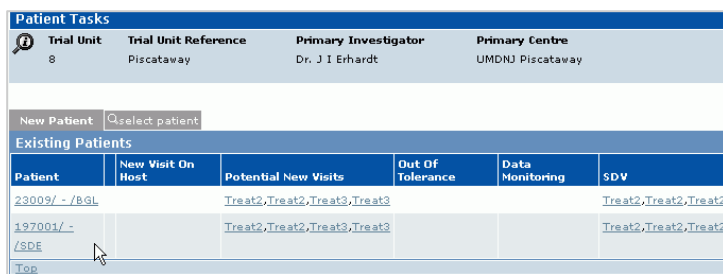 Patient Tasks
Trial Unit Trial Unit Reference Primary Investigator Primary Centre
8 Piscataway Dr. J I Erhardt UMDNJ Piscataway
New Patient select patient
Existing Patients
New Visit On Out Of Data
Patient Host Potential New Visits Tolerance Monitoring SDV
23009/ - /BGL Treat2,Treat2,Treat3,Treat3 Treat2,Treat2,Treat2
197001/ - Treat2,Treat2,Treat3,Treat3 Treat2,Treat2,Treat2
/SDE
Top